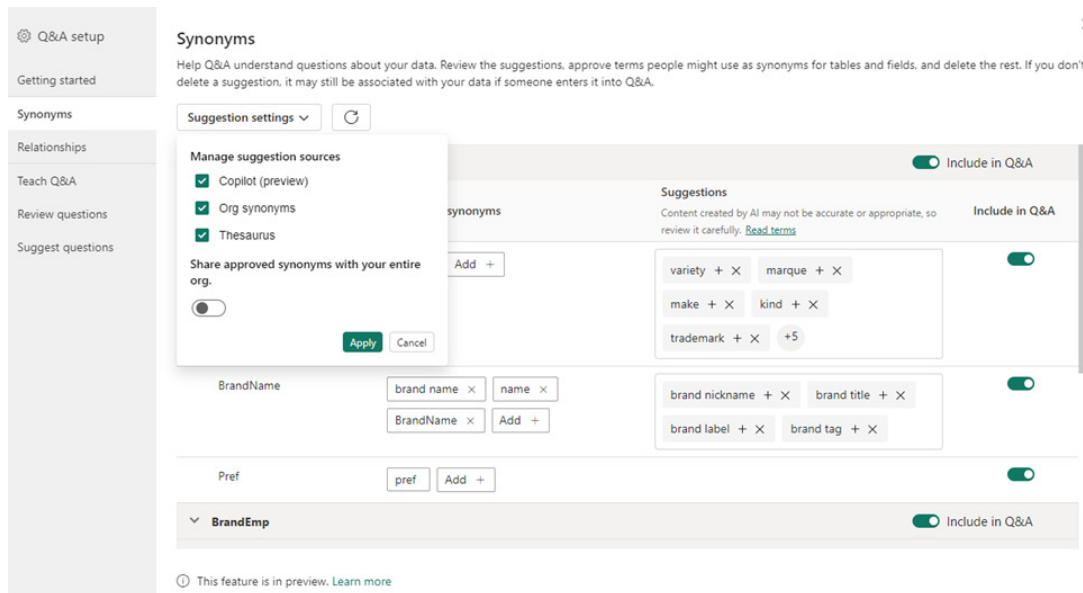 Q&A setup
Getting started
Synonyms
Relationships
Teach Q&A
Review questions
Suggest questions
Synonyms
Help Q&A understand questions about your data. Review the suggestions, approve terms people might use as synonyms for tables and fields, and delete the rest. If you don't
delete a suggestion, it may still be associated with your data if someone enters it into Q&A.
Suggestion settings
Manage suggestion sources
Copilot (preview)
Org synonyms
Thesaurus
Share approved synonyms with your entire
org.
Apply Cancel
Include in Q&A
synonyms
Suggestions
Content created by AI may not be accurate or appropriate, so
review it carefully. Read terms
Include in Q&A
Add +
variety + × marque + ×
make + × kind + ×
trademark + × +5
BrandName
brand name × name ×
BrandName × Add +
brand nickname + × brand title + ×
brand label + × brand tag + ×
Pref
pref Add +
BrandEmp
Include in Q&A
This feature is in preview. Learn more